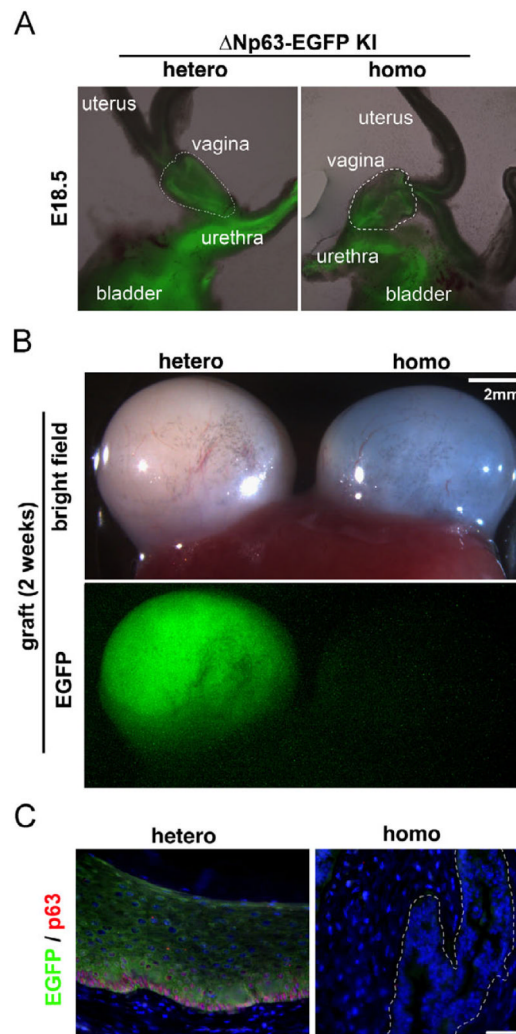 A
ΔNp63-EGFP KI
hetero homo
E18.5
uterus
vagina
urethra
bladder
uterus
vagina
urethra
bladder
B
hetero homo
graft (2 weeks)
bright field
2mm
EGFP
C
hetero homo
EGFP / p63